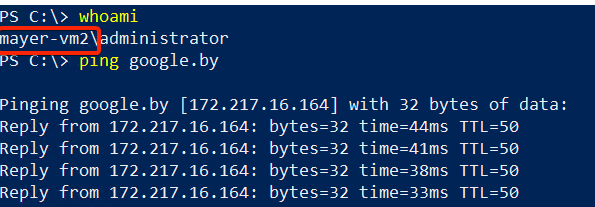 PS C:\> whoami
mayer-vm2\administrator
PS C:\> ping google.by
Pinging google.by [172.217.16.164] with 32 bytes of data:
Reply from 172.217.16.164: bytes=32 time=44ms TTL=50
Reply from 172.217.16.164: bytes=32 time=41ms TTL=50
Reply from 172.217.16.164: bytes=32 time=38ms TTL=50
Reply from 172.217.16.164: bytes=32 time=33ms TTL=50